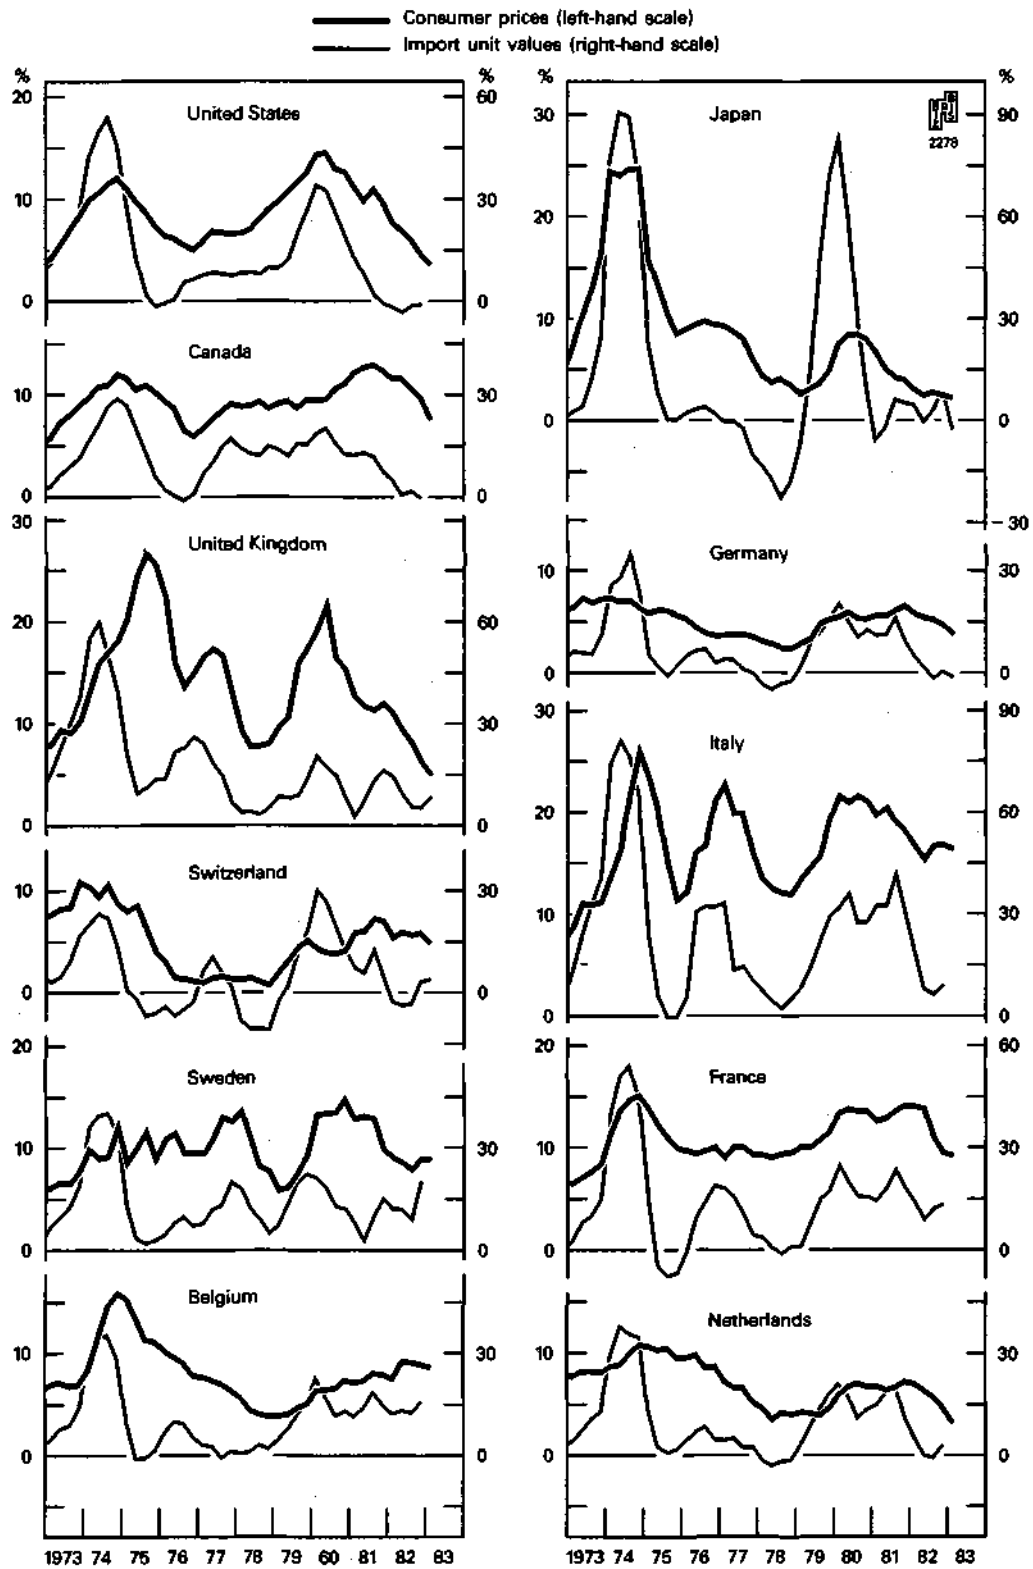 Consumer prices (left-hand scale)
Import unit values (right-hand scale)
% % % %
20 United States 60 30 Japan 90
2278
10 30 20 60
0 0
Canada 10 30
10 30
0 0
0 0
30 - 30
United Kingdom Germany
10 30
20 60
0 0
10 30 30 Italy 90
0 0 20 60
Switzerland
10 30 10 30
0 0
0 0
20 20 60
Sweden France
10 30 10 30
0 0 0 0
Belgium Netherlands
10 30 10 30
0 0 0 0
1973 74 75 76 77 78 79 60 81 82 83 1973 74 75 76 77 78 79 80 81 82 83